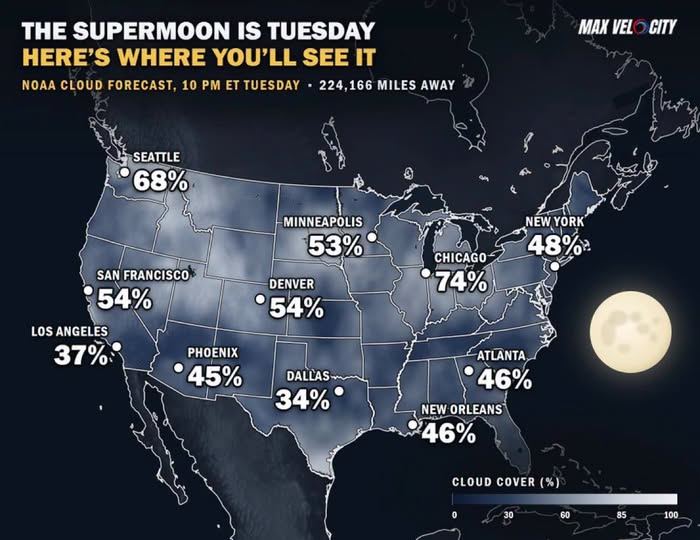 THE SUPERMOON IS TUESDAY
HERE'S WHERE YOU'LL SEE IT
NOAA CLOUD FORECAST, 10 PM ET TUESDAY • 224,166 MILES AWAY
MAX VELOCITY
SEATTLE
68%
MINNEAPOLIS
53%
NEW YORK
48%
CHICAGO
74%
SAN FRANCISCO
54%
DENVER
54%
LOS ANGELES
37%
PHOENIX
45%
DALLAS
34%
ATLANTA
46%
NEW ORLEANS
46%
CLOUD COVER (%)
0 30 60 85 100